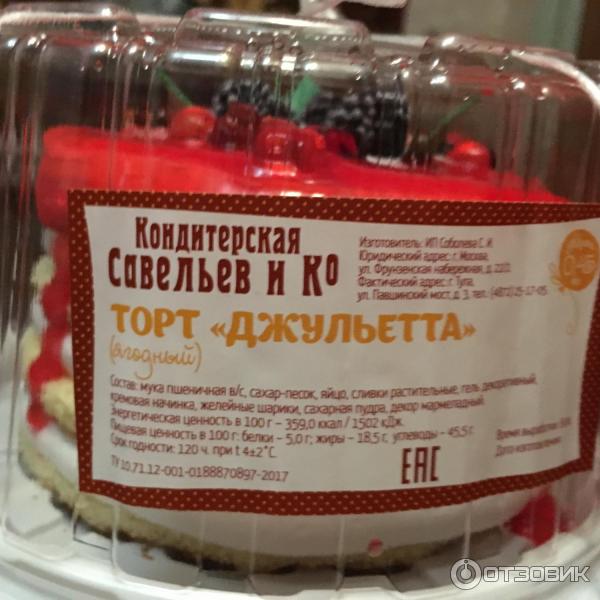 Кондитерская
Савельев и Ко
Изготовитель: ИП Соболева С. И.
Юридический адрес: г. Москва,
ул. Фрунзенская набережная, д.
Фактический адрес: г. Тула,
ул. Павшинский мост, д. 3, тел.: (4872)25-17-05
ТОРТ «ДЖУЛЬЕТТА»
(ягодный)
Состав: мука пшеничная в/с, сахар-песок, яйцо, сливки растительные, гель декоративный,
кремовая начинка, желейные шарики, сахарная пудра, декор мармеладный.
Энергетическая ценность в 100 г – 359,0 ккал / 1502 кДж.
Пищевая ценность в 100 г: белки – 5,0 г; жиры – 18,5 г, углеводы – 45,5 г.
Срок годности: 120 ч. при t 4±2°С.
ТУ 10.71.12-001-0188870897-2017
ЕАС
Время выработки:
Дата изготовления:
ОТЗОВИК